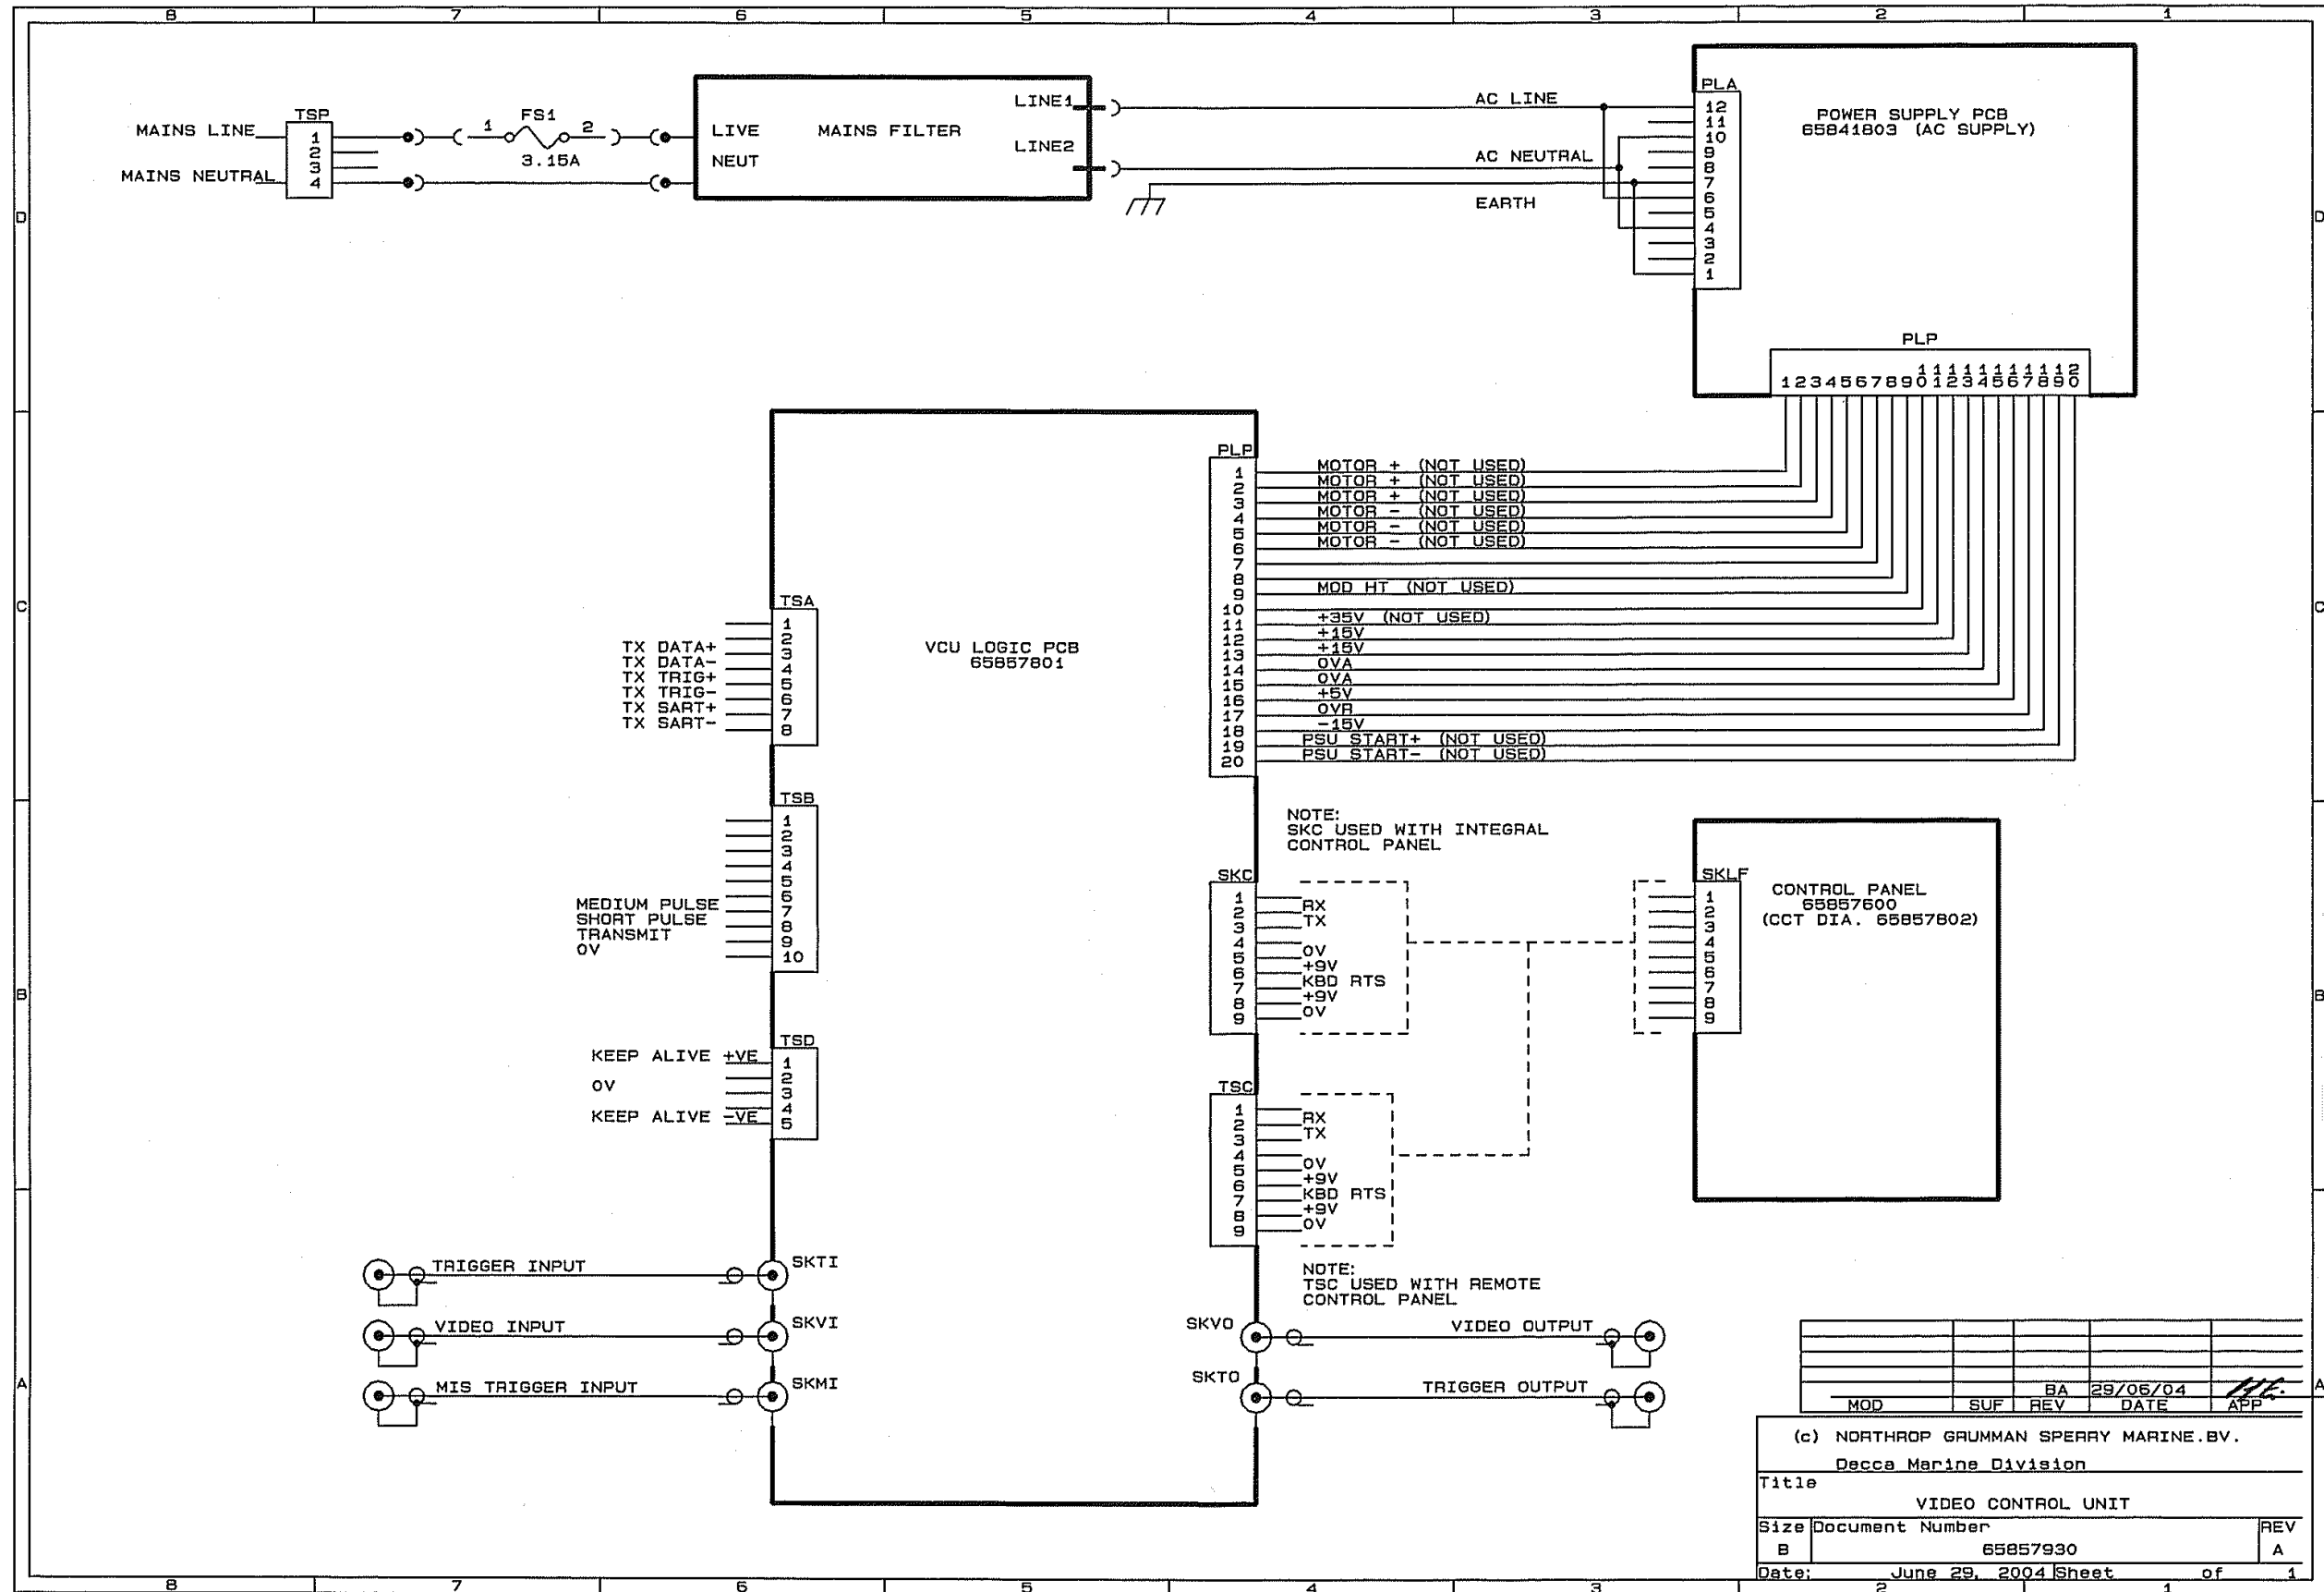 8 7 6 5 4 3 2 1
D
C
B
A
D
C
B
A
MAINS LINE
MAINS NEUTRAL
TSP
1
2
3
4
FS1
1 2
3.15A
LIVE
NEUT
MAINS FILTER
LINE1
LINE2
AC LINE
AC NEUTRAL
EARTH
PLA
12
11
10
9
8
7
6
5
4
3
2
1
POWER SUPPLY PCB
65841803 (AC SUPPLY)
PLP
1 2 3 4 5 6 7 8 9 10 11 12 13 14 15 16 17 18 19 20
VCU LOGIC PCB
65857801
PLP
1 MOTOR + (NOT USED)
2 MOTOR + (NOT USED)
3 MOTOR + (NOT USED)
4 MOTOR - (NOT USED)
5 MOTOR - (NOT USED)
6 MOTOR - (NOT USED)
7
8
9 MOD HT (NOT USED)
10
11 +35V (NOT USED)
12 +15V
13 +15V
14 0VA
15 0VA
16 +5V
17 0VR
18 -15V
19 PSU START+ (NOT USED)
20 PSU START- (NOT USED)
TSA
1
2
TX DATA+ 3
TX DATA- 4
TX TRIG+ 5
TX TRIG- 6
TX SART+ 7
TX SART- 8
TSB
1
2
3
4
5
6
MEDIUM PULSE 7
SHORT PULSE 8
TRANSMIT 9
0V 10
TSD
KEEP ALIVE +VE 1
2
0V 3
4
KEEP ALIVE -VE 5
NOTE:
SKC USED WITH INTEGRAL
CONTROL PANEL
SKC
1
2 RX
3 TX
4
5 0V
6 +9V
7 KBD RTS
8 +9V
9 0V
SKLF
1
2
3
4
5
6
7
8
9
CONTROL PANEL
65857600
(CCT DIA. 65857802)
TSC
1
2 RX
3 TX
4
5 0V
6 +9V
7 KBD RTS
8 +9V
9 0V
NOTE:
TSC USED WITH REMOTE
CONTROL PANEL
TRIGGER INPUT SKTI
VIDEO INPUT SKVI
MIS TRIGGER INPUT SKMI
SKVO VIDEO OUTPUT
SKTO TRIGGER OUTPUT
BA 29/06/04
MOD SUF REV DATE APP
(c) NORTHROP GRUMMAN SPERRY MARINE.BV.
Decca Marine Division
Title
VIDEO CONTROL UNIT
Size Document Number REV
B 65857930 A
Date: June 29, 2004 Sheet of 1
8 7 6 5 4 3 2 1